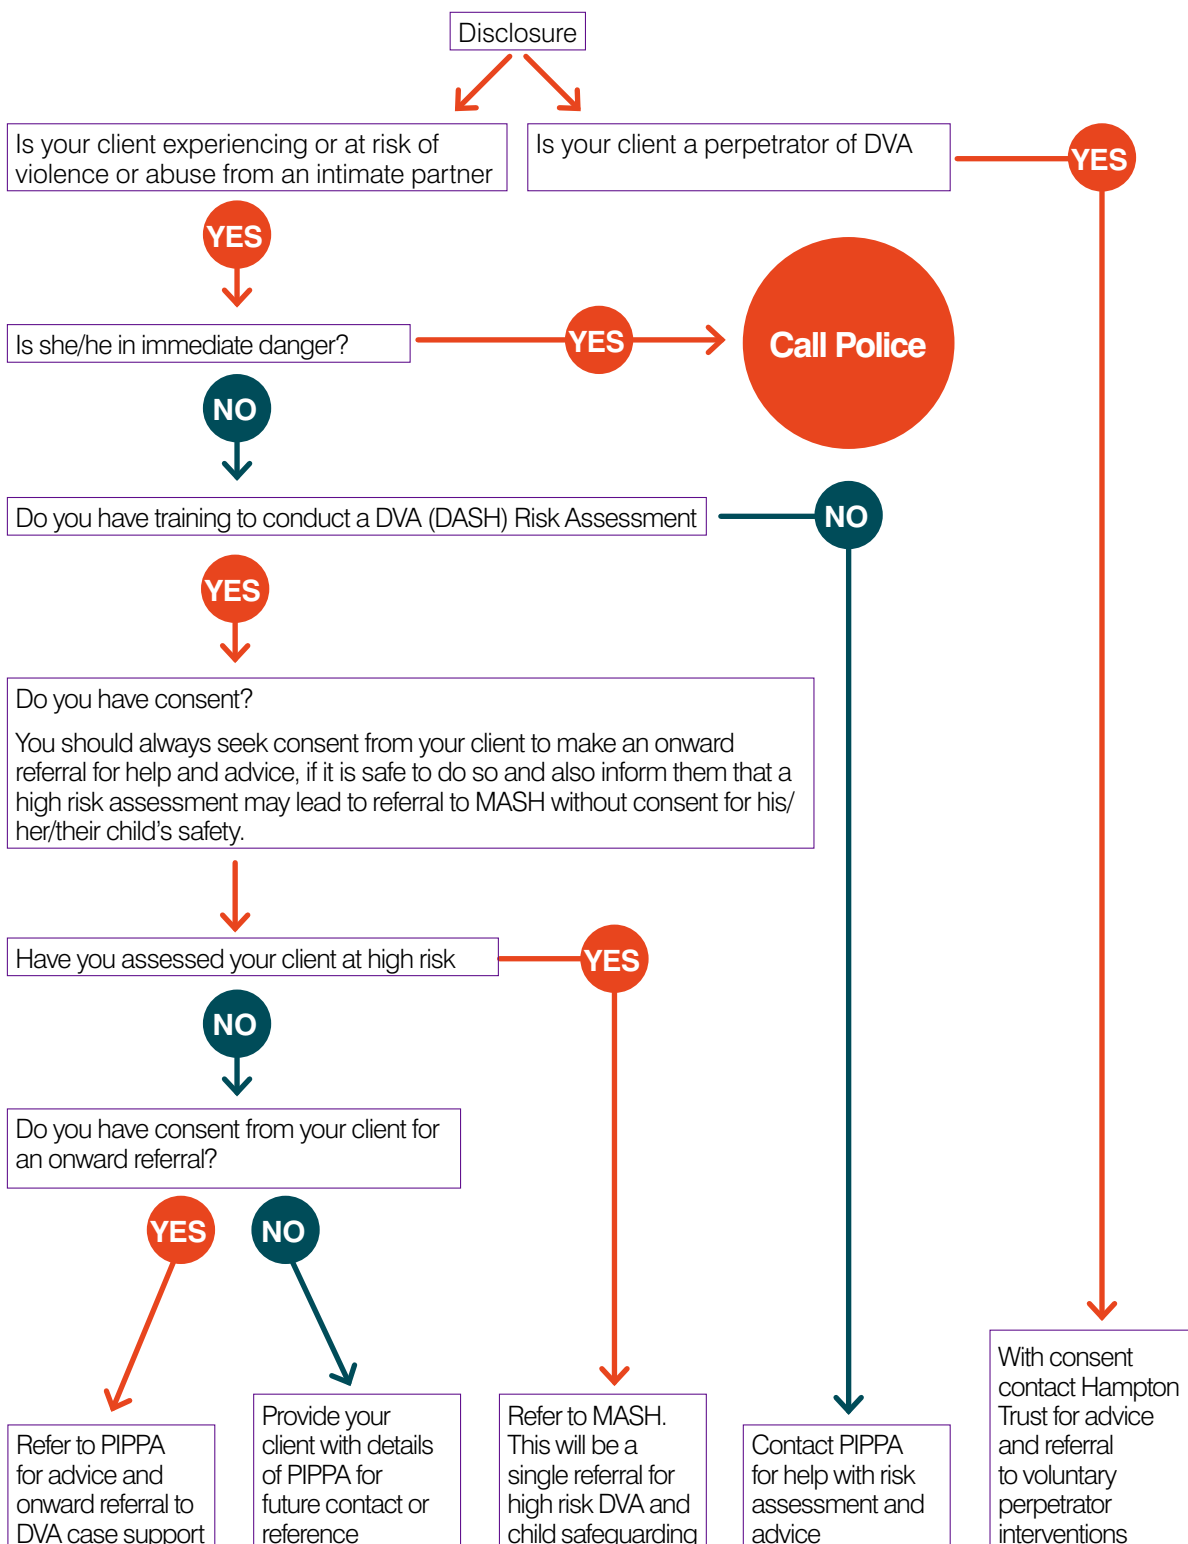 Disclosure
Is your client experiencing or at risk of
violence or abuse from an intimate partner
Is your client a perpetrator of DVA
YES
YES
Is she/he in immediate danger?
YES
Call Police
NO
Do you have training to conduct a DVA (DASH) Risk Assessment
NO
YES
Do you have consent?
You should always seek consent from your client to make an onward
referral for help and advice, if it is safe to do so and also inform them that a
high risk assessment may lead to referral to MASH without consent for his/
her/their child’s safety.
Have you assessed your client at high risk
YES
NO
Do you have consent from your client for
an onward referral?
YES
NO
Refer to PIPPA
for advice and
onward referral to
DVA case support
Provide your
client with details
of PIPPA for
future contact or
reference
Refer to MASH.
This will be a
single referral for
high risk DVA and
child safeguarding
Contact PIPPA
for help with risk
assessment and
advice
With consent
contact Hampton
Trust for advice
and referral
to voluntary
perpetrator
interventions